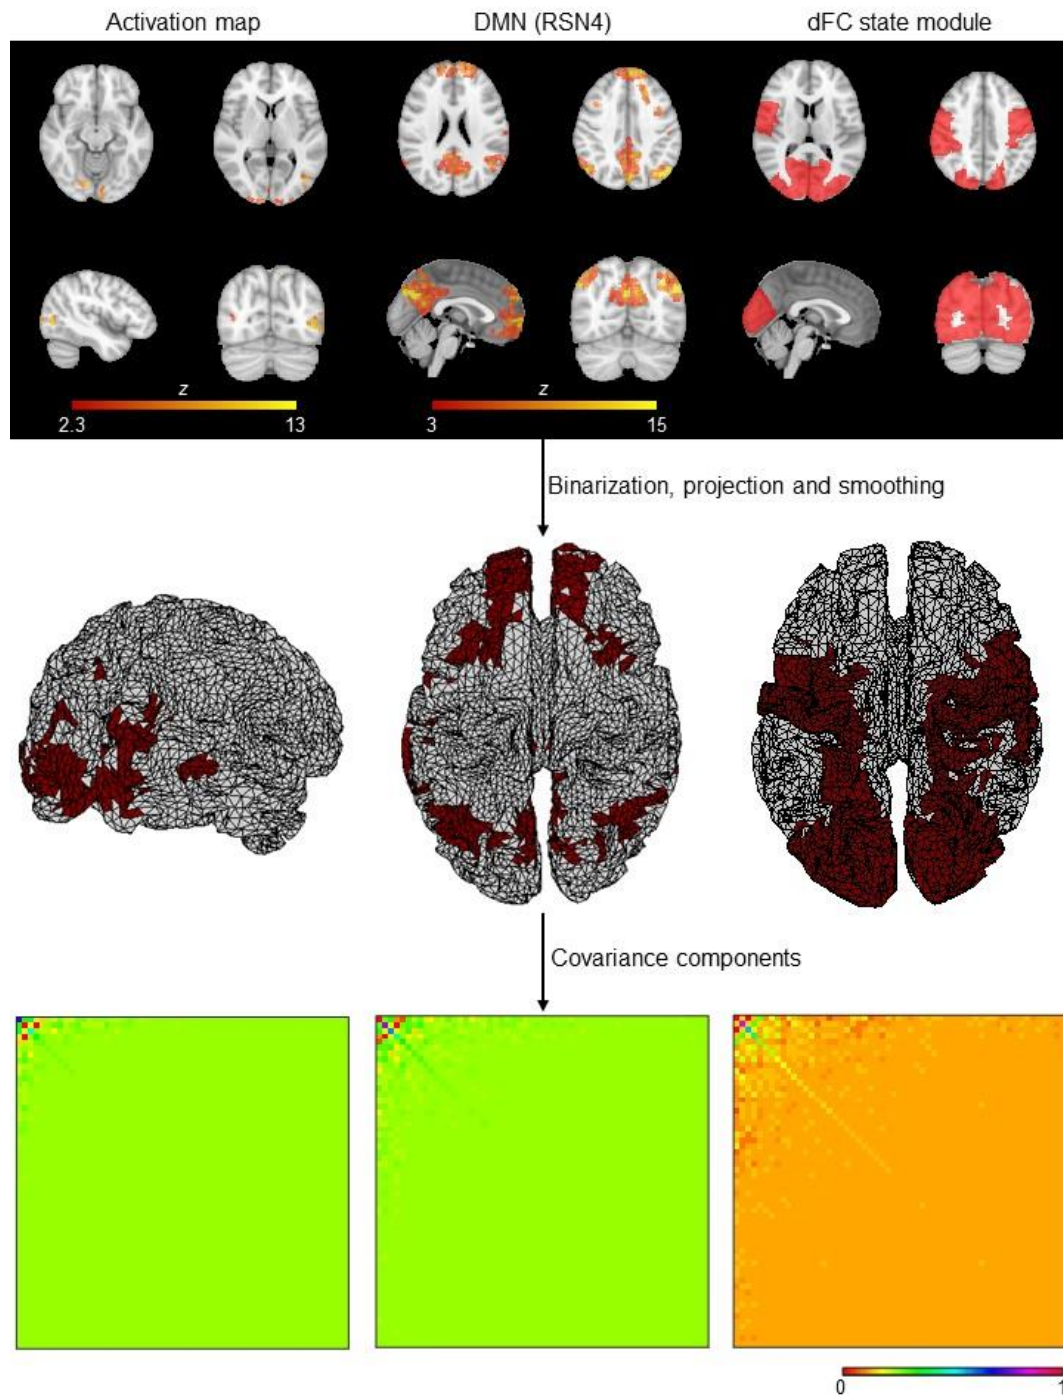 Activation map DMN (RSN4) dFC state module
z z
2.3 13 3 15
Binarization, projection and smoothing
Covariance components
0 1